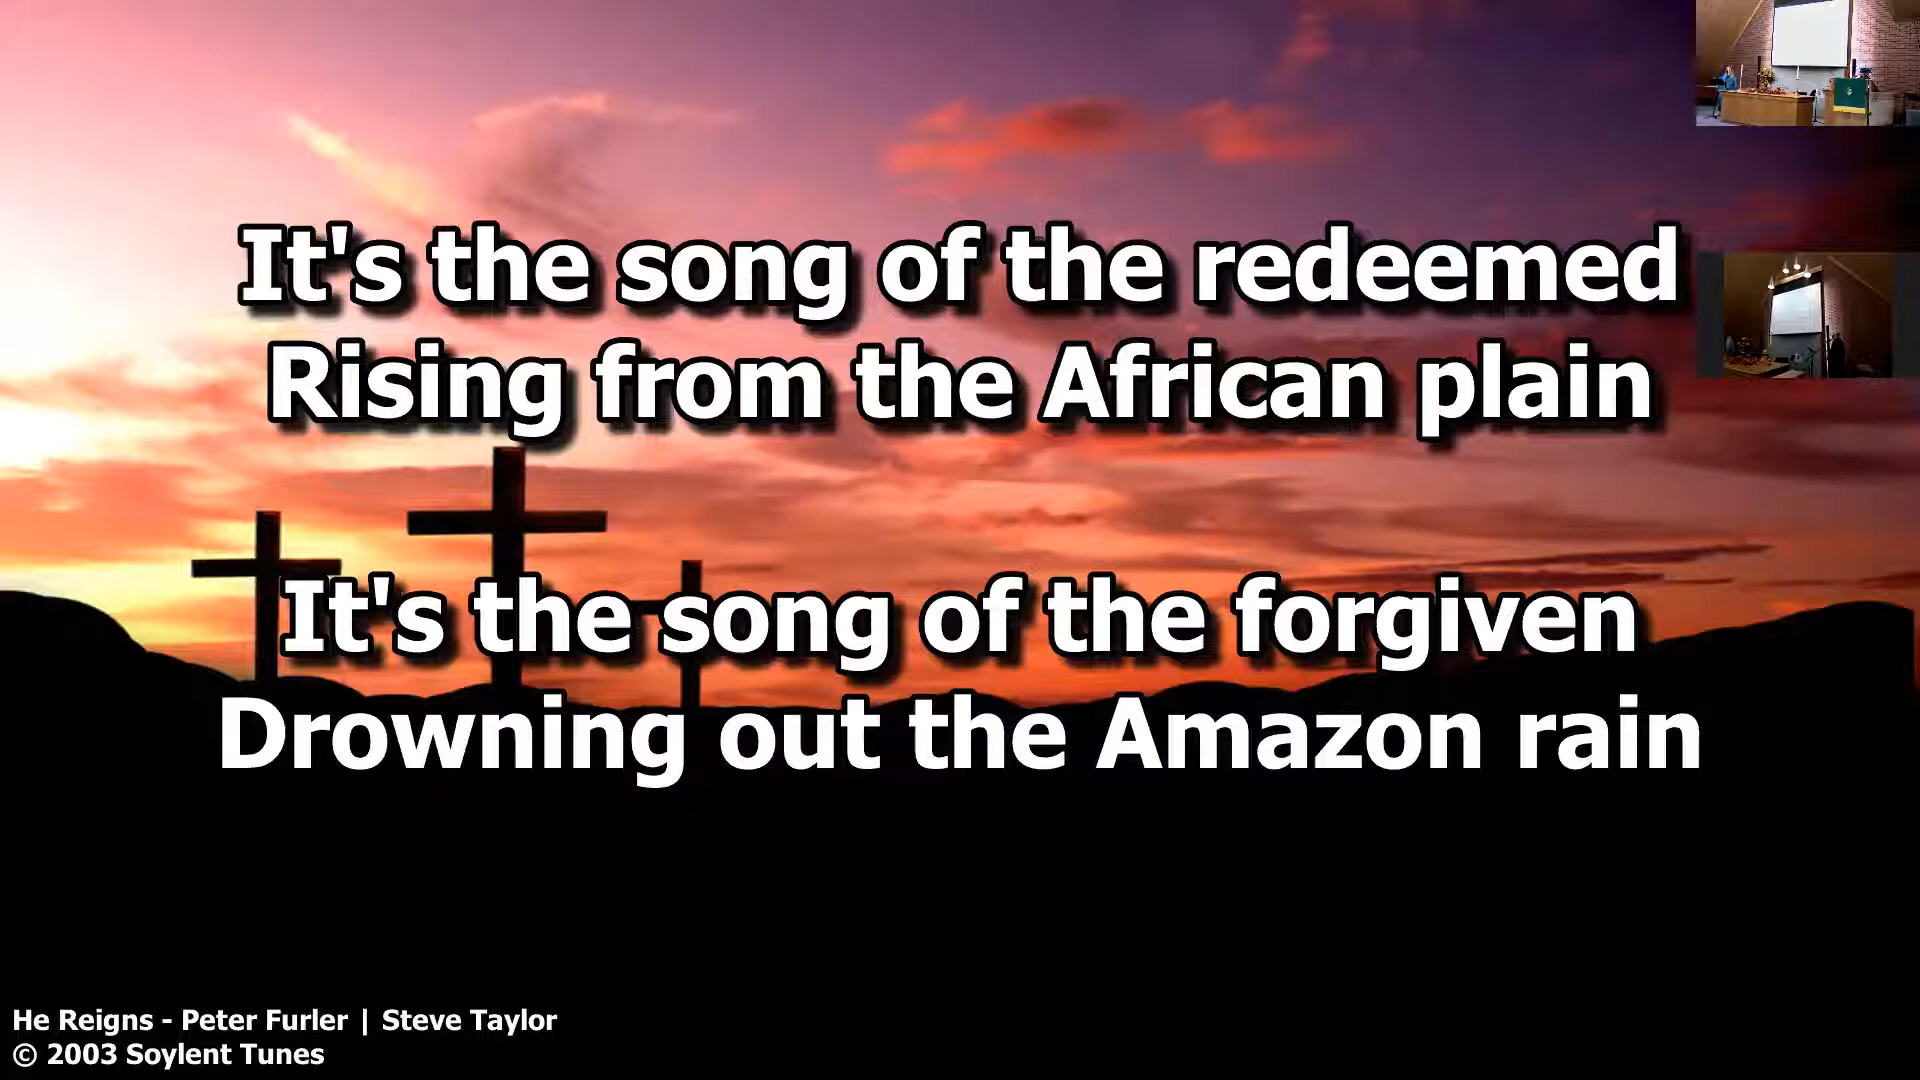 It's the song of the redeemed
Rising from the African plain
It's the song of the forgiven
Drowning out the Amazon rain
He Reigns - Peter Furler | Steve Taylor
© 2003 Soylent Tunes